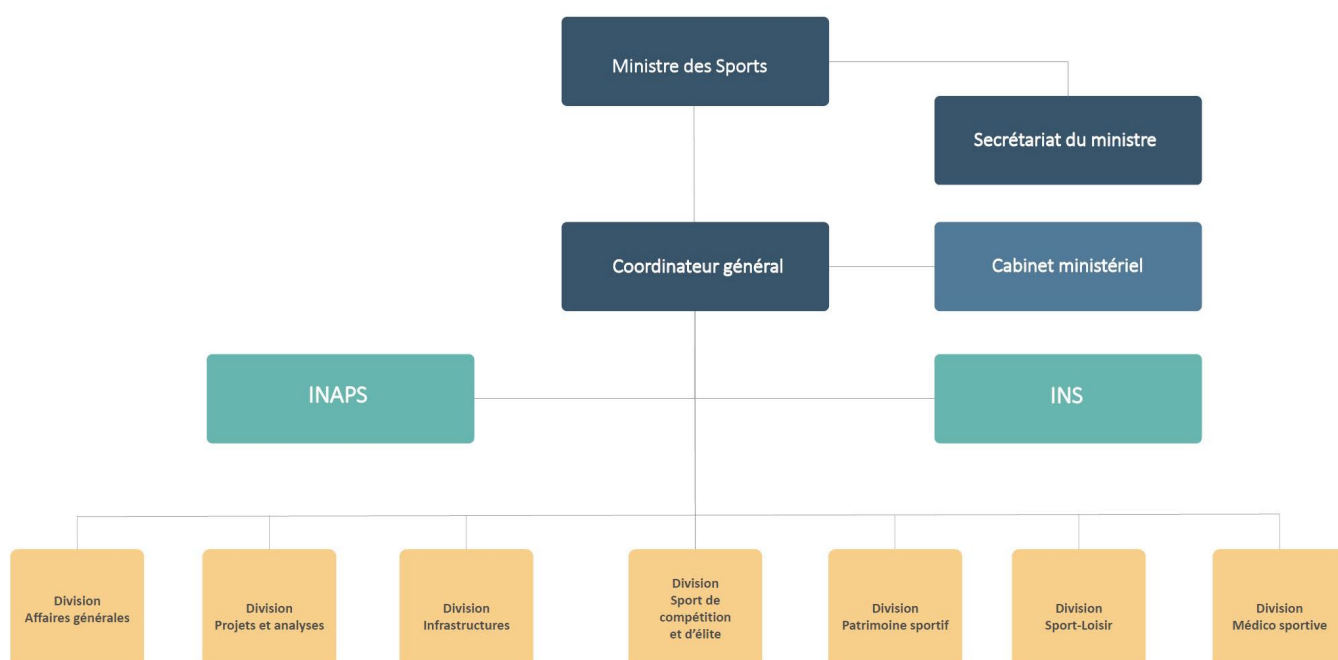 Ministre des Sports
Secrétariat du ministre
Coordinateur général
Cabinet ministériel
INAPS
INS
Division
Affaires générales
Division
Projets et analyses
Division
Infrastructures
Division
Sport de
compétition
et d'élite
Division
Patrimoine sportif
Division
Sport-Loisir
Division
Médico sportive